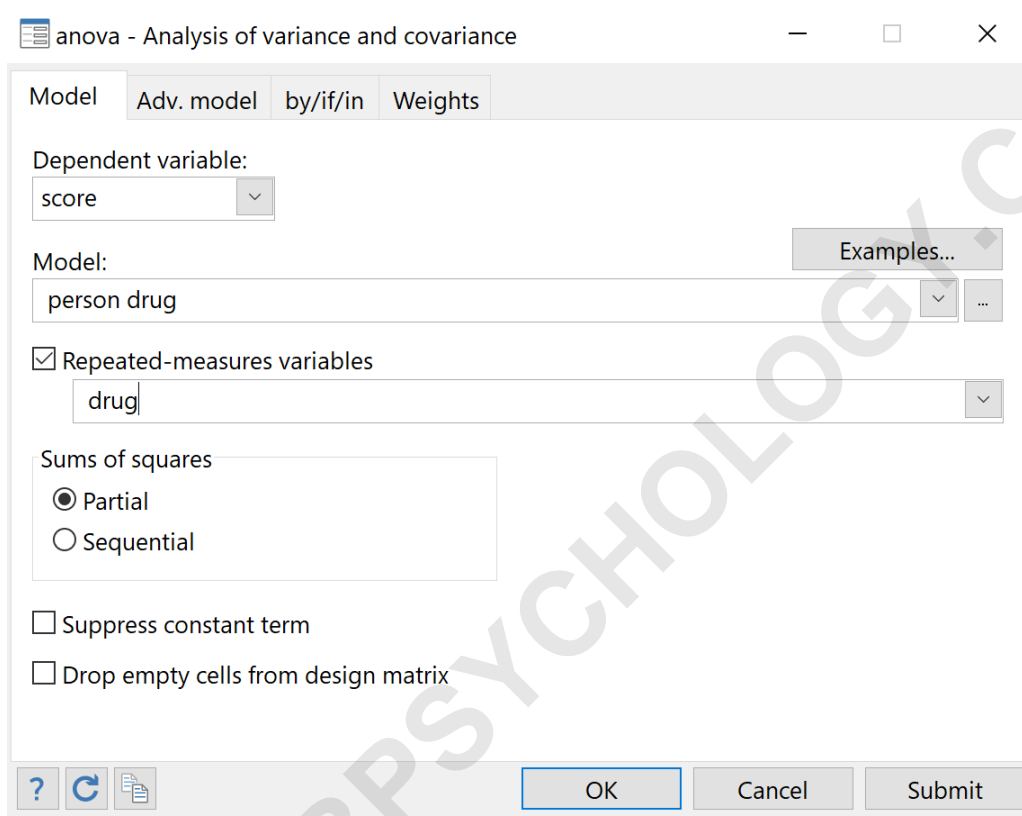 anova - Analysis of variance and covariance
Model Adv. model by/if/in Weights
Dependent variable:
score
Examples...
Model:
person drug
...
Repeated-measures variables
drug
Sums of squares
Partial
Sequential
Suppress constant term
Drop empty cells from design matrix
? OK Cancel Submit
PSYCHOLOGY.C